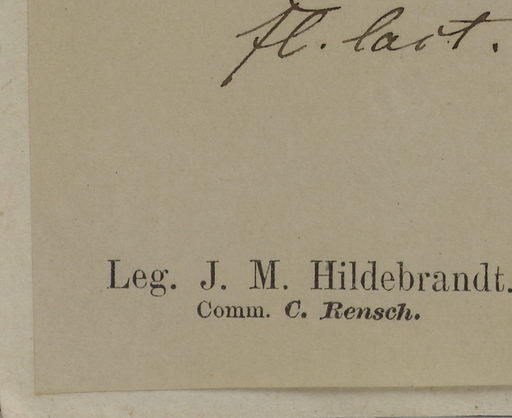 fl. lact.
Leg. J. M. Hildebrandt.
Comm. C. Rensch.